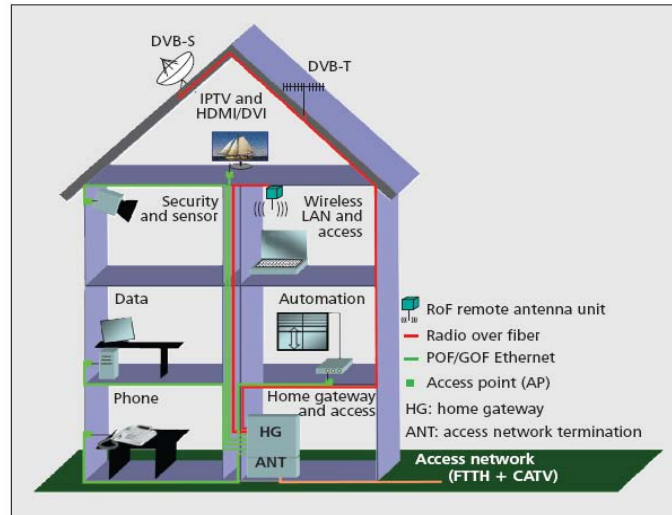 DVB-S
DVB-T
IPTV and
HDMI/DVI
Security
and sensor
Wireless
LAN and
access
Data
Automation
Phone
Home gateway
and access
HG
ANT
RoF remote antenna unit
Radio over fiber
POF/GOF Ethernet
Access point (AP)
HG: home gateway
ANT: access network termination
Access network
(FTTH + CATV)